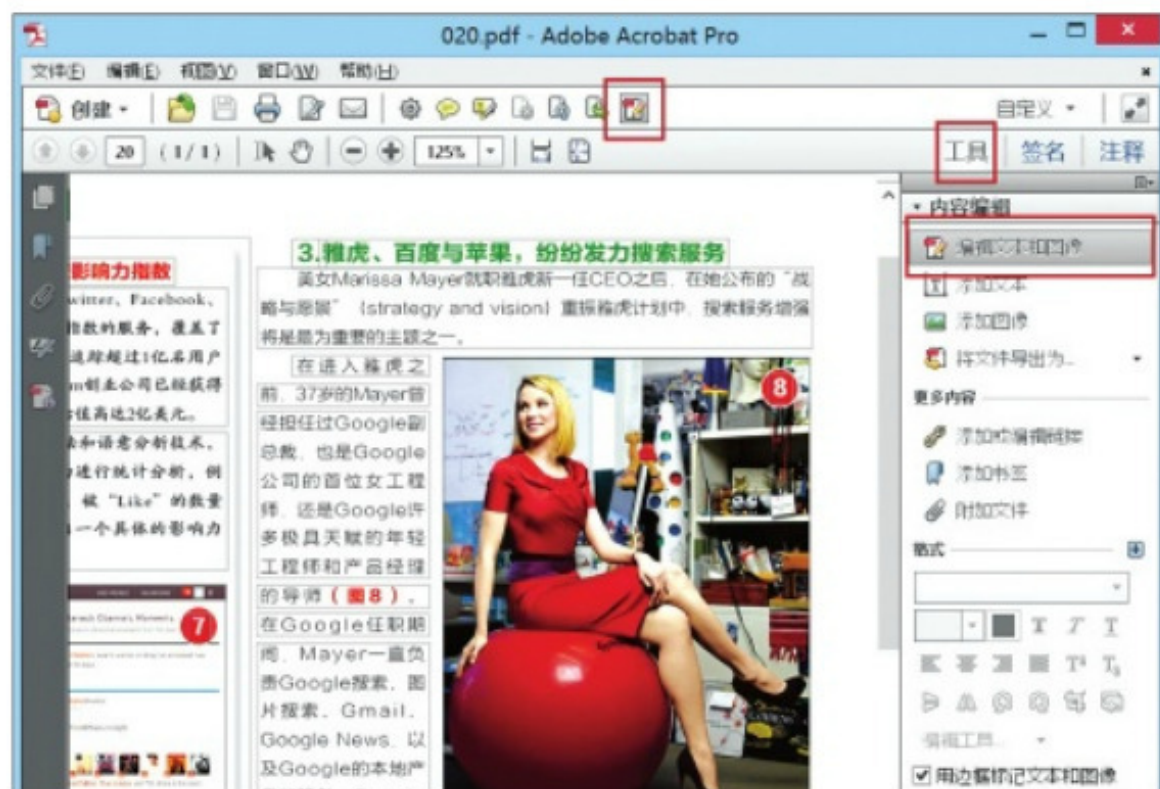 020.pdf - Adobe Acrobat Pro
文件(F) 编辑(E) 视图(V) 窗口(W) 帮助(H)
创建 自定义
20 (1/1) 125% 工具 签名 注释
内容编辑
编辑文本和图像
添加文本
添加图像
将文件导出为...
更多内容
添加或编辑链接
添加书签
附加文件
格式
编辑工具...
用边框标记文本和图像
影响力指数
witter、Facebook、
指数的服务，覆盖了
追踪超过1亿名用户
m创业公司已经获得
值高达2亿美元。
和语意分析技术，
进行统计分析，例
被“Like”的数量
一个具体的影响力
7
3.雅虎、百度与苹果，纷纷发力搜索服务
美女Marissa Mayer就职雅虎新一任CEO之后，在她公布的“战
略与愿景”（strategy and vision）重振雅虎计划中，搜索服务增强
将是最为重要的主题之一。
在进入雅虎之
前，37岁的Mayer曾
经担任过Google副
总裁，也是Google
公司的首位女工程
师，还是Google许
多极具天赋的年轻
工程师和产品经理
的导师（图8）。
在Google任职期
间，Mayer一直负
责Google搜索、图
片搜索、Gmail、
Google News、以
及Google的本地产
8